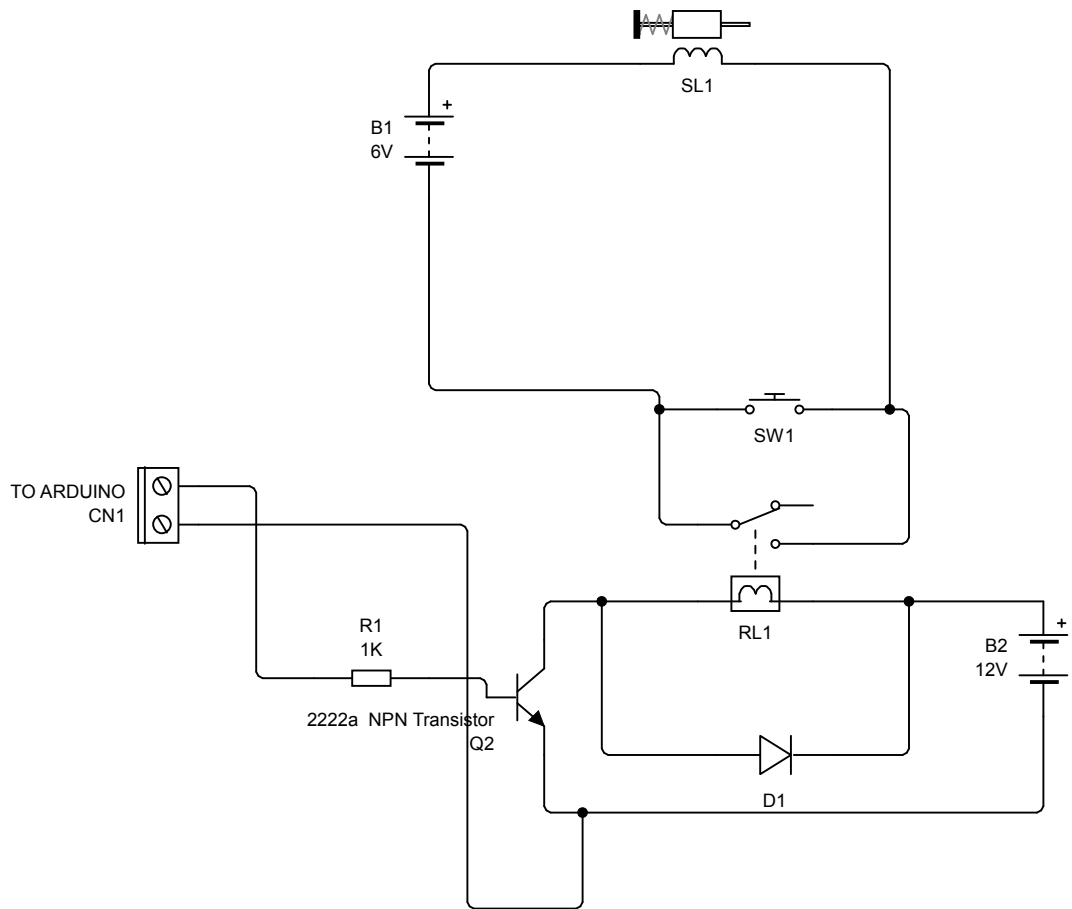 SL1
+
B1
6V
SW1
TO ARDUINO
CN1
RL1
R1
1K
+
B2
12V
2222a  NPN Transistor
Q2
D1